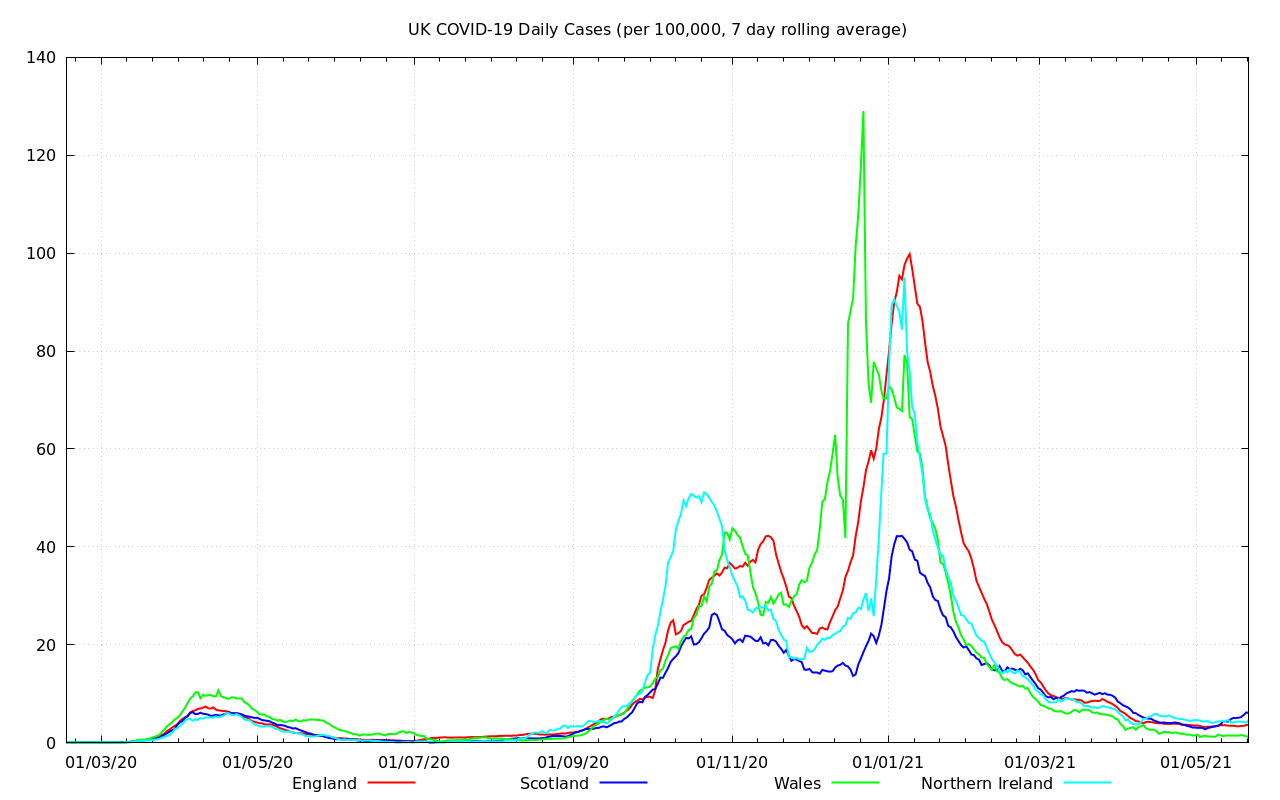 UK COVID-19 Daily Cases (per 100,000, 7 day rolling average)
140
120
100
80
60
40
20
0
01/03/20 01/05/20 01/07/20 01/09/20 01/11/20 01/01/21 01/03/21 01/05/21
England Scotland Wales Northern Ireland